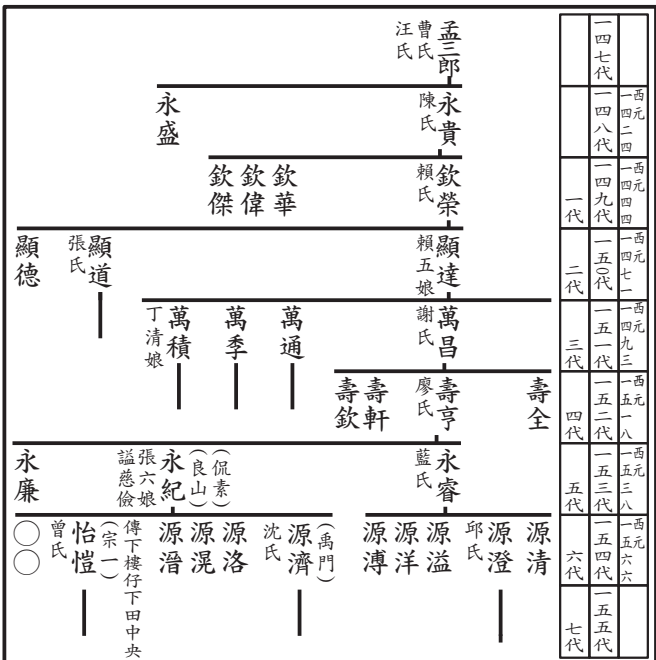 一四七代
孟三郎
曹氏
汪氏
西元一四二四
一四八代
永貴
陳氏
永盛
西元一四四四
一四九代
一代
欽榮
賴氏
欽華
欽偉
欽傑
西元一四七一
一五〇代
二代
顯達
賴五娘
顯道
張氏
顯德
西元一四九三
一五一代
三代
萬昌
謝氏
萬通
萬季
萬積
丁清娘
西元一五一八
一五二代
四代
壽全
壽亨
廖氏
壽軒
壽欽
西元一五三八
一五三代
五代
永睿
藍氏
(侃素)
(良山)
永紀
張六娘
謚慈儉
永廉
西元一五六六
一五四代
六代
源清
源澄
邱氏
源溢
源洋
源溥
(禹門)
源濟
沈氏
源洛
源滉
源溍
傳下樓仔下田中央
(宗一)
怡愷
曾氏
○○
一五五代
七代